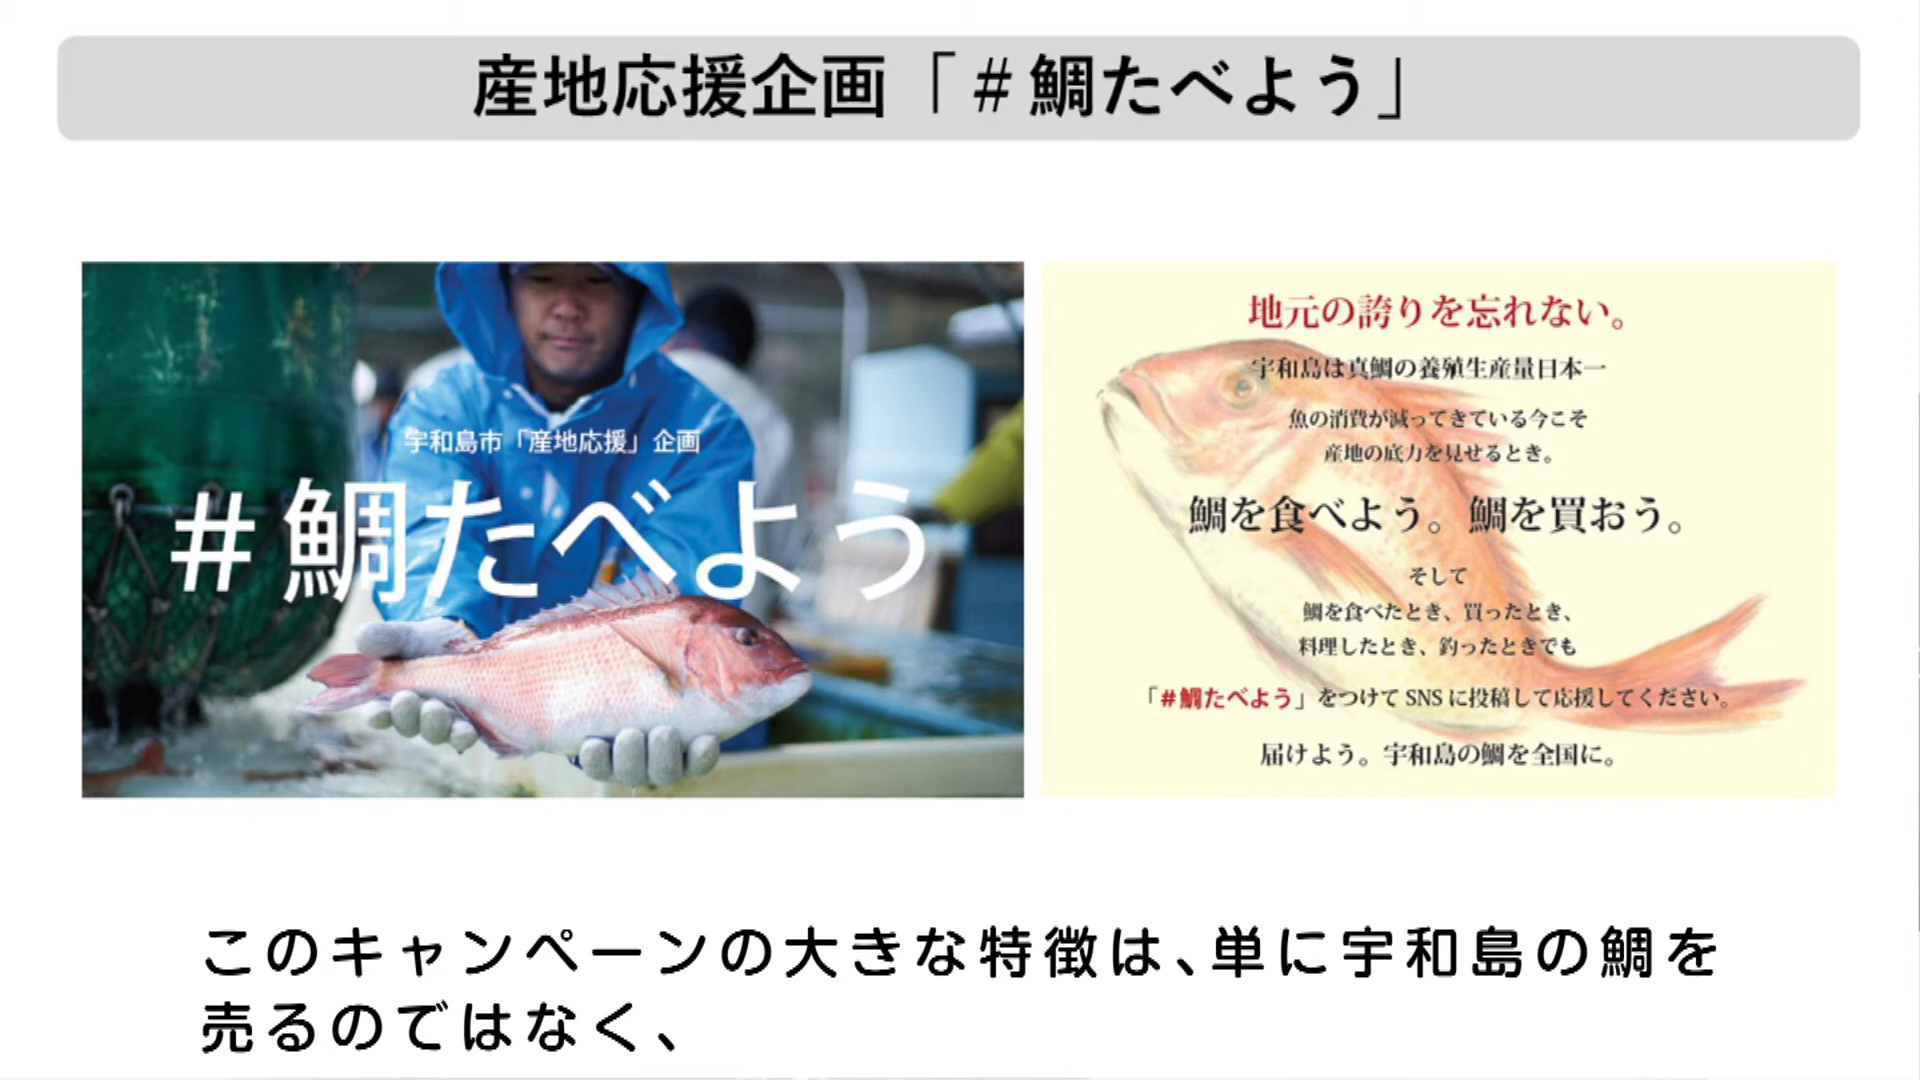 産地応援企画「#鯛たべよう」
宇和島市「産地応援」企画
#鯛たべよう
地元の誇りを忘れない。
宇和島は真鯛の養殖生産量日本一
魚の消費が減ってきている今こそ
産地の底力を見せるとき。
鯛を食べよう。鯛を買おう。
そして
鯛を食べたとき、買ったとき、
料理したとき、釣ったときでも
「#鯛たべよう」をつけて SNS に投稿して応援してください。
届けよう。宇和島の鯛を全国に。
このキャンペーンの大きな特徴は、単に宇和島の鯛を
売るのではなく、